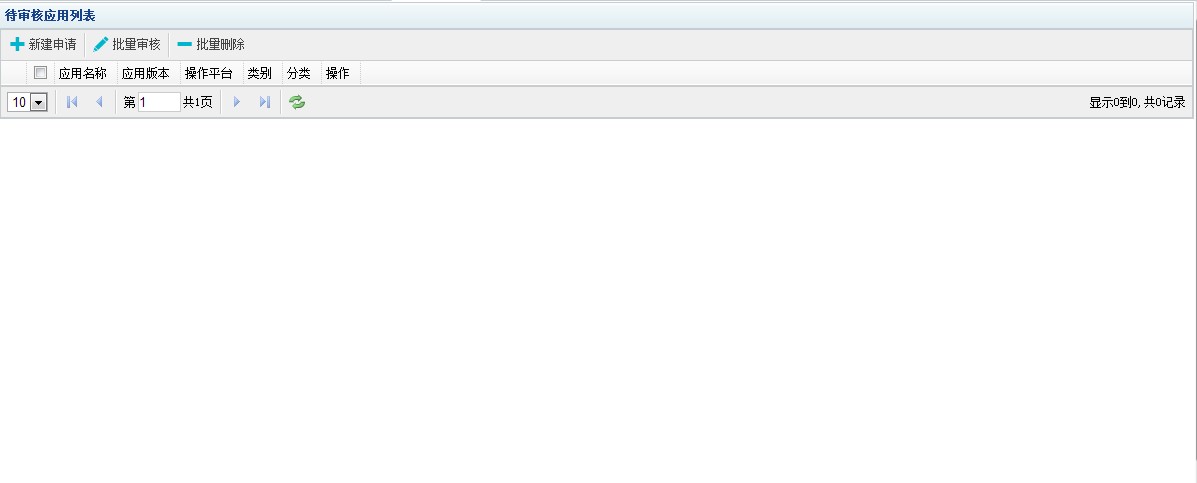 待审核应用列表
新建申请 批量审核 批量删除
应用名称 应用版本 操作平台 类别 分类 操作
10 第 1 共1页 显示0到0, 共0记录